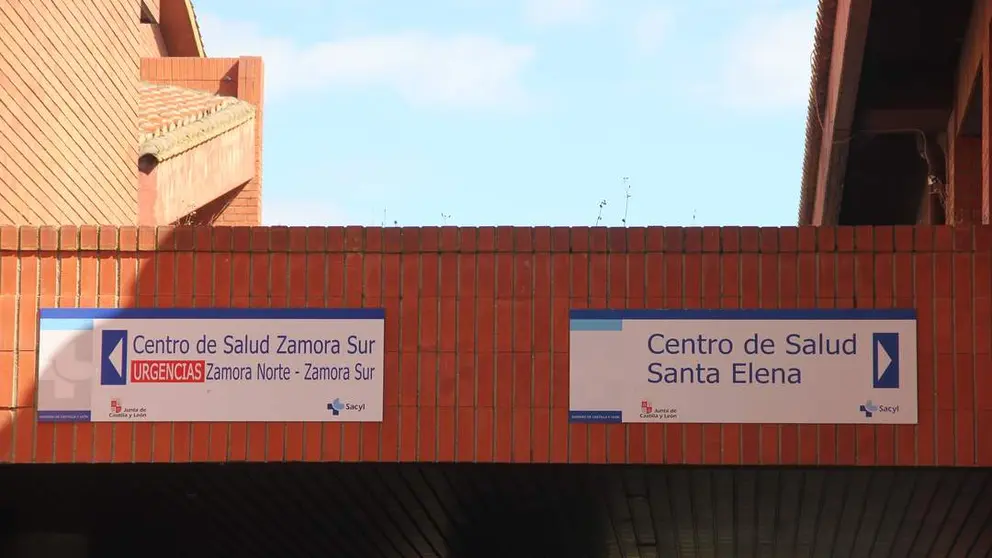 Centro de Salud Zamora Sur
URGENCIAS Zamora Norte - Zamora Sur
Junta de
Castilla y León
Sacyl
Centro de Salud
Santa Elena
Junta de
Castilla y León
Sacyl